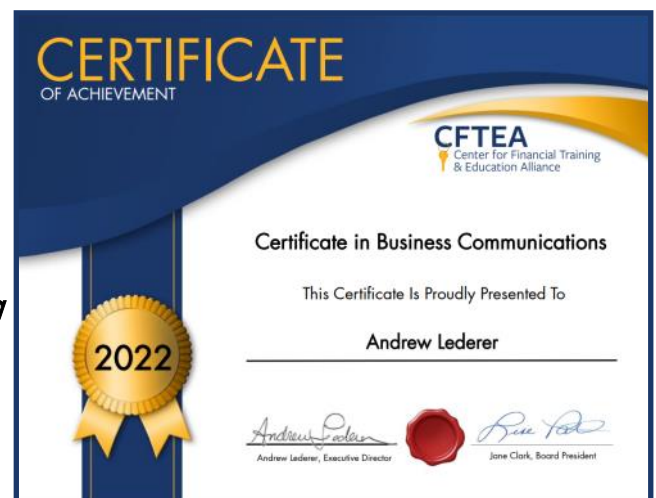 CERTIFICATE
OF ACHIEVEMENT
CFTEA
Center for Financial Training
& Education Alliance
Certificate in Business Communications
This Certificate Is Proudly Presented To
Andrew Lederer
2022
Andrew Lederer, Executive Director
Jane Clark, Board President